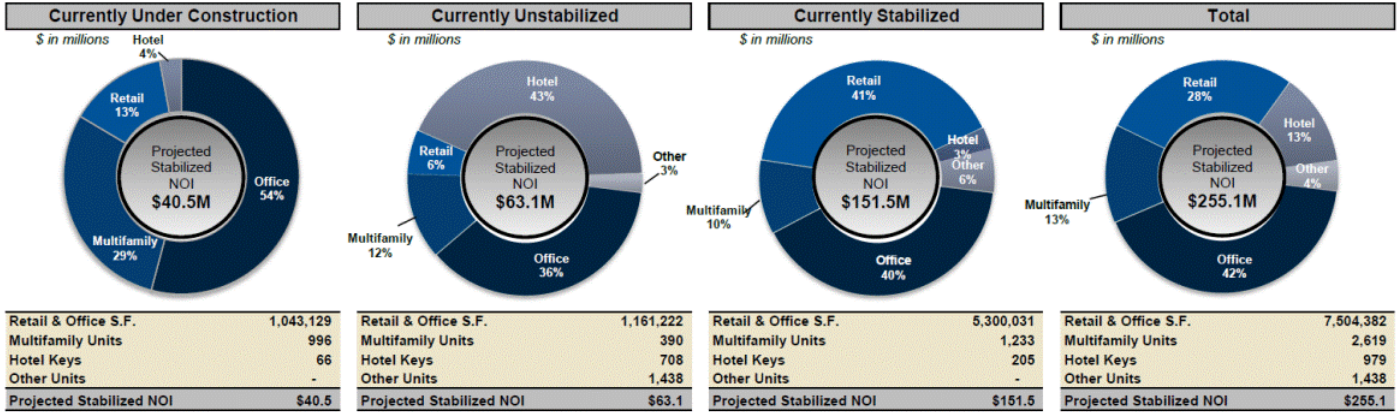 Currently Under Construction
$ in millions
Hotel
4%
Retail
13%
Projected
Stabilized
NOI
$40.5M
Office
54%
Multifamily
29%
Retail & Office S.F. 1,043,129
Multifamily Units 996
Hotel Keys 66
Other Units -
Projected Stabilized NOI $40.5
Currently Unstabilized
$ in millions
Hotel
43%
Retail
6%
Projected
Stabilized
NOI
$63.1M
Other
3%
Multifamily
12%
Office
36%
Retail & Office S.F. 1,161,222
Multifamily Units 390
Hotel Keys 708
Other Units 1,438
Projected Stabilized NOI $63.1
Currently Stabilized
$ in millions
Retail
41%
Hotel
3%
Other
6%
Projected
Stabilized
NOI
$151.5M
Multifamily
10%
Office
40%
Retail & Office S.F. 5,300,031
Multifamily Units 1,233
Hotel Keys 205
Other Units -
Projected Stabilized NOI $151.5
Total
$ in millions
Retail
28%
Hotel
13%
Projected
Stabilized
NOI
$255.1M
Other
4%
Multifamily
13%
Office
42%
Retail & Office S.F. 7,504,382
Multifamily Units 2,619
Hotel Keys 979
Other Units 1,438
Projected Stabilized NOI $255.1